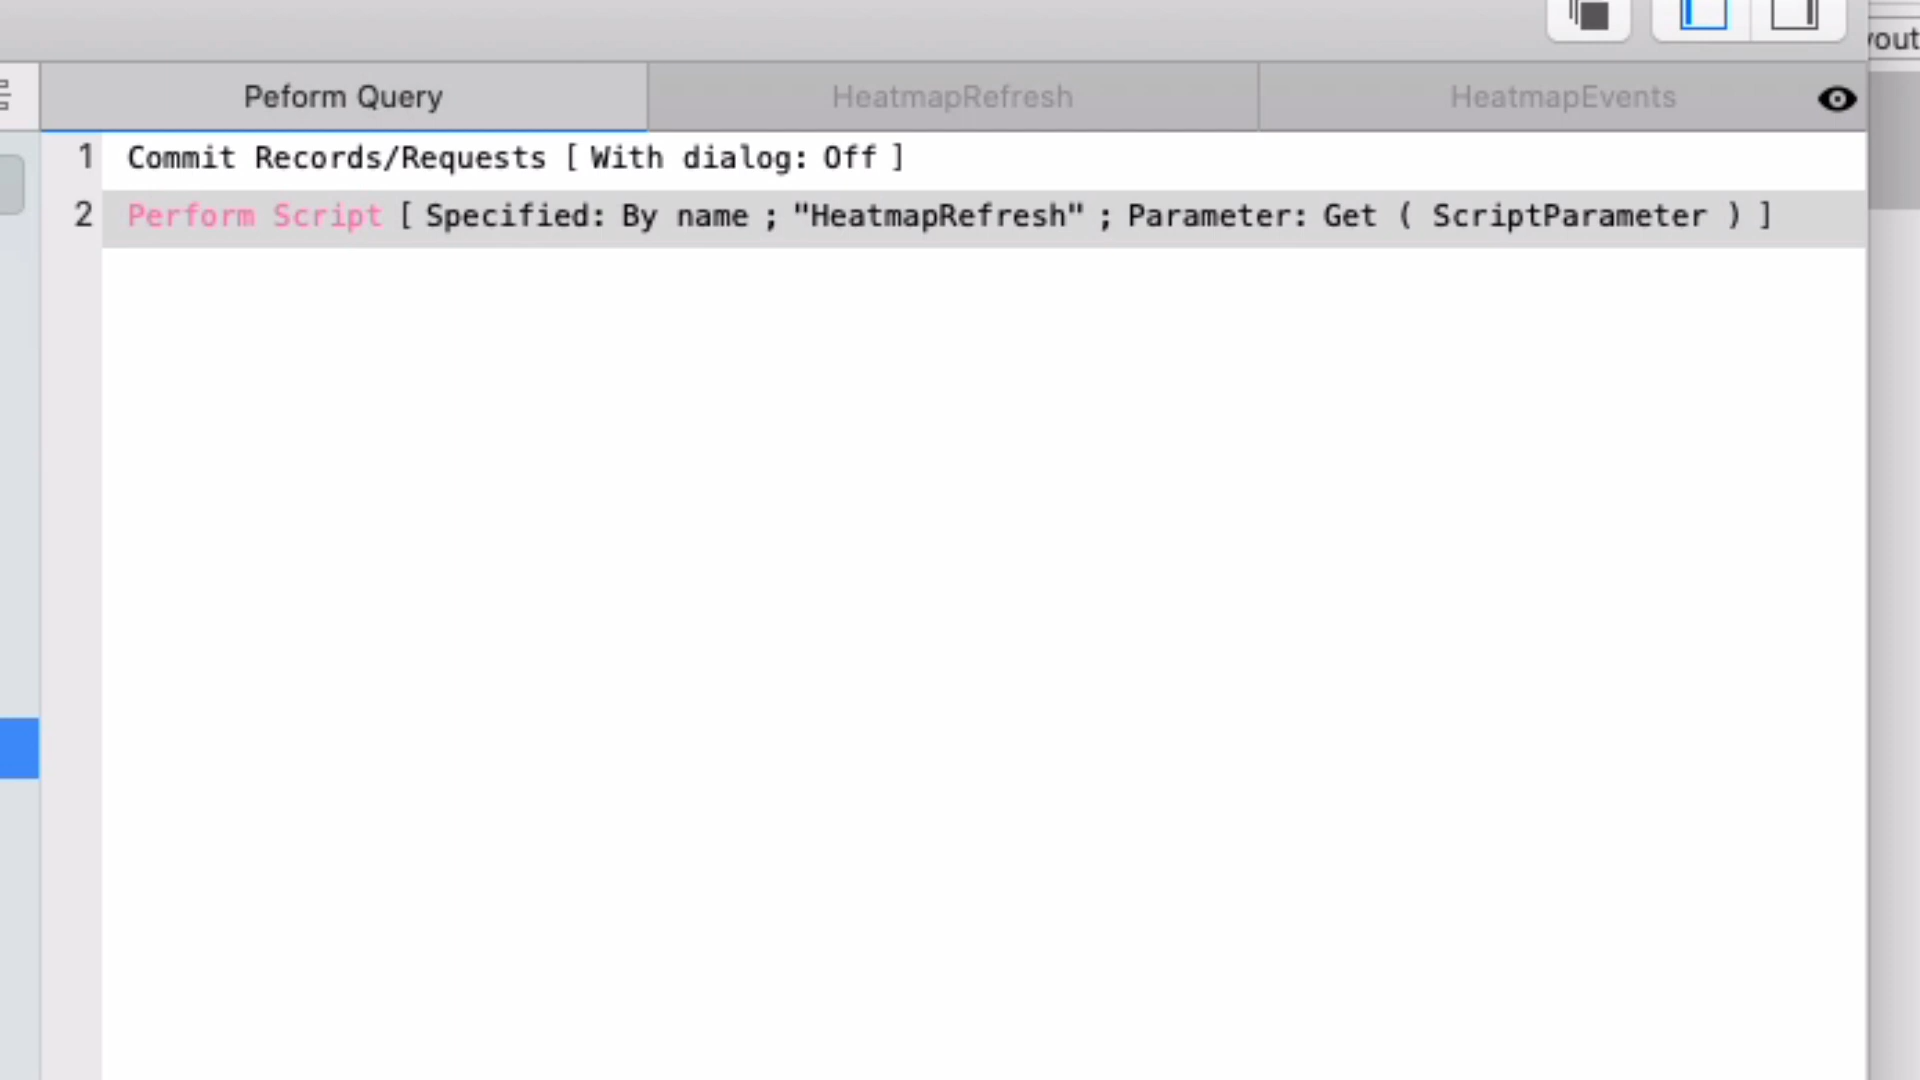 Peform Query
HeatmapRefresh
HeatmapEvents
1 Commit Records/Requests [ With dialog: Off ]
2 Perform Script [ Specified: By name ; "HeatmapRefresh" ; Parameter: Get ( ScriptParameter ) ]